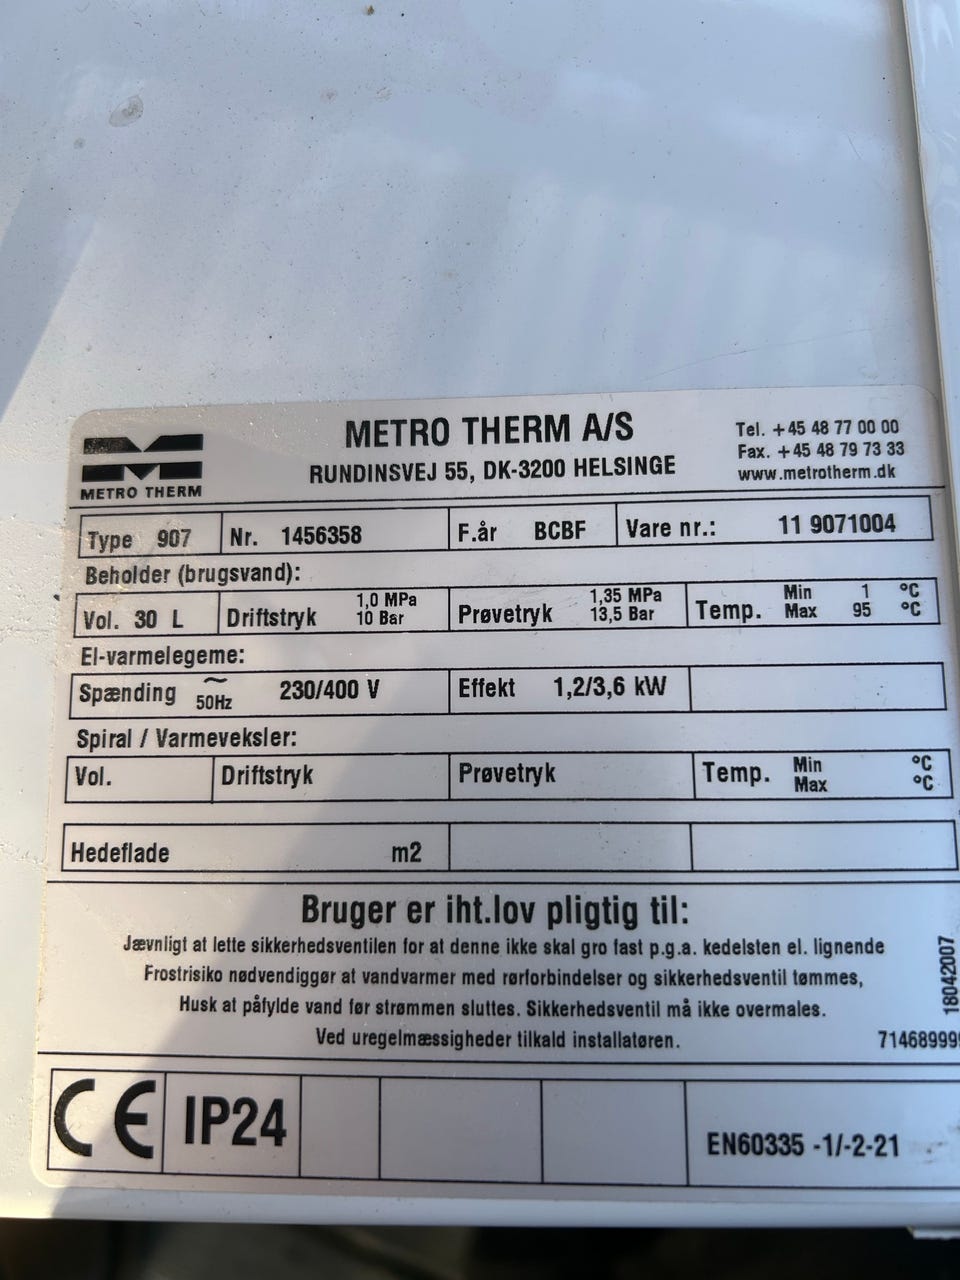 METRO THERM
METRO THERM A/S
RUNDINSVEJ 55, DK-3200 HELSINGE
Tel. +45 48 77 00 00
Fax. +45 48 79 73 33
www.metrotherm.dk
Type 907 Nr. 1456358 F.år BCBF Vare nr.: 11 9071004
Beholder (brugsvand):
Vol. 30 L Driftstryk 1,0 MPa 10 Bar Prøvetryk 1,35 MPa 13,5 Bar Temp. Min 1 °C Max 95 °C
El-varmelegeme:
Spænding ~ 50Hz 230/400 V Effekt 1,2/3,6 kW
Spiral / Varmeveksler:
Vol. Driftstryk Prøvetryk Temp. Min °C Max °C
Hedeflade m2
Bruger er iht.lov pligtig til:
Jævnligt at lette sikkerhedsventilen for at denne ikke skal gro fast p.g.a. kedelsten el. lignende
Frostrisiko nødvendiggør at vandvarmer med rørforbindelser og sikkerhedsventil tømmes,
Husk at påfylde vand før strømmen sluttes. Sikkerhedsventil må ikke overmales.
Ved uregelmæssigheder tilkald installatøren.
18042007
CE IP24 EN60335 -1/-2-21